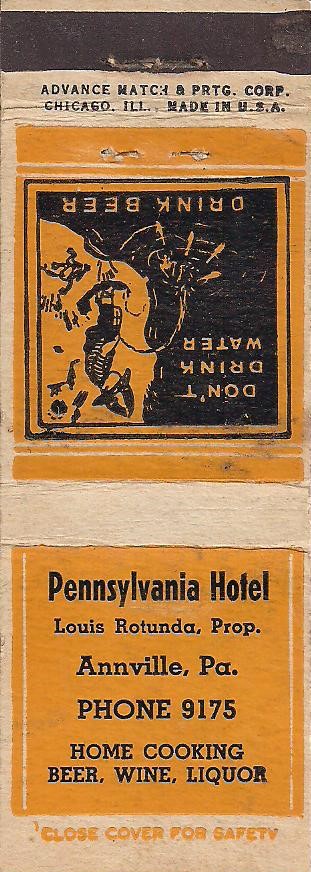 ADVANCE MATCH & PRTG. CORP.
CHICAGO, ILL., MADE IN U.S.A.
DON'T
DRINK
WATER
DRINK BEER
Pennsylvania Hotel
Louis Rotunda, Prop.
Annville, Pa.
PHONE 9175
HOME COOKING
BEER, WINE, LIQUOR
CLOSE COVER FOR SAFETY